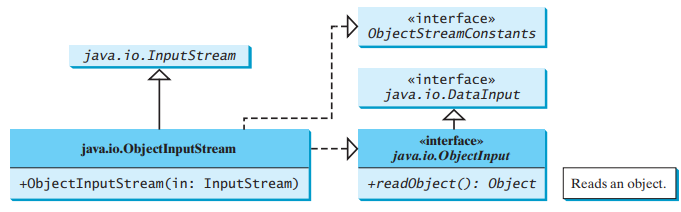 «interface»
ObjectStreamConstants
java.io.InputStream
«interface»
java.io.DataInput
java.io.ObjectInputStream
+ObjectInputStream(in: InputStream)
«interface»
java.io.ObjectInput
+readObject(): Object
Reads an object.